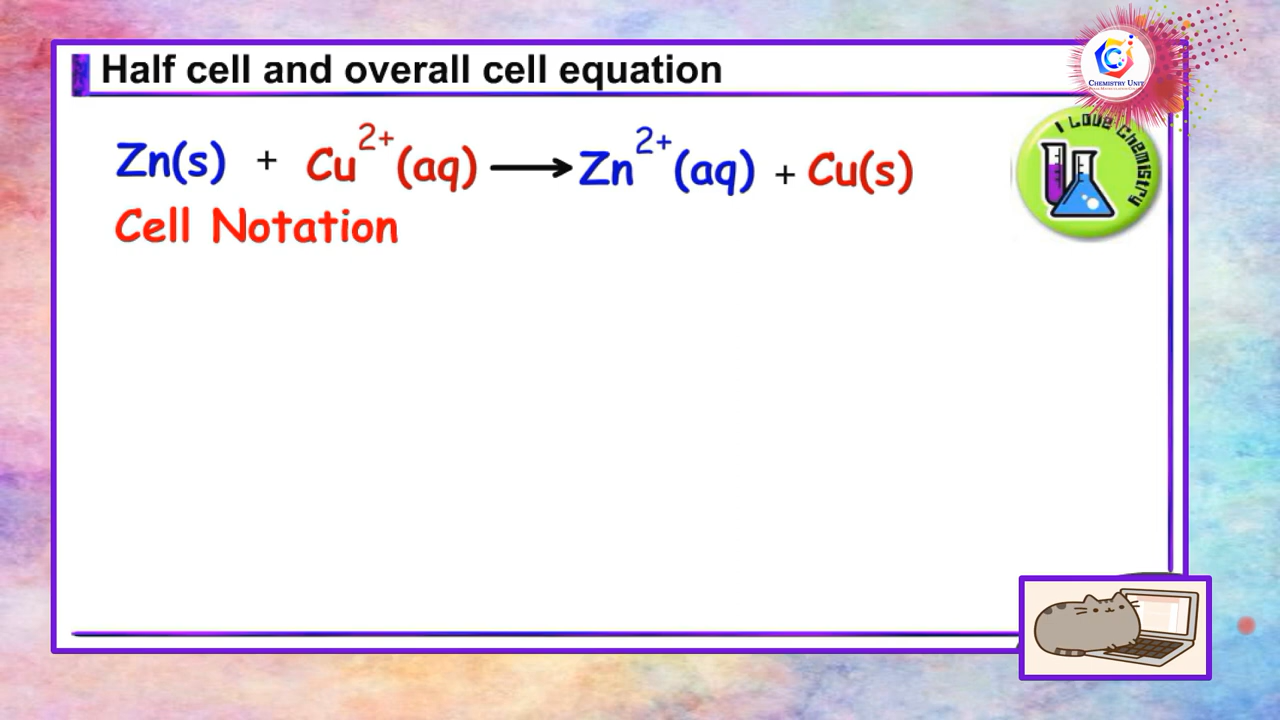 Half cell and overall cell equation
Zn(s) + Cu²⁺(aq) ⟶ Zn²⁺(aq) + Cu(s)
Cell Notation
CHEMISTRY UNIT
I Love Chemistry